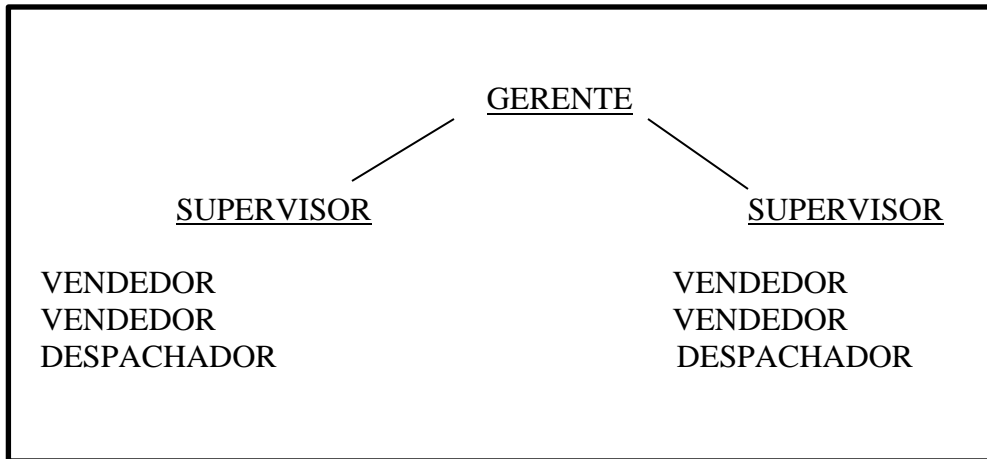 GERENTE
SUPERVISOR SUPERVISOR
VENDEDOR VENDEDOR
VENDEDOR VENDEDOR
DESPACHADOR DESPACHADOR